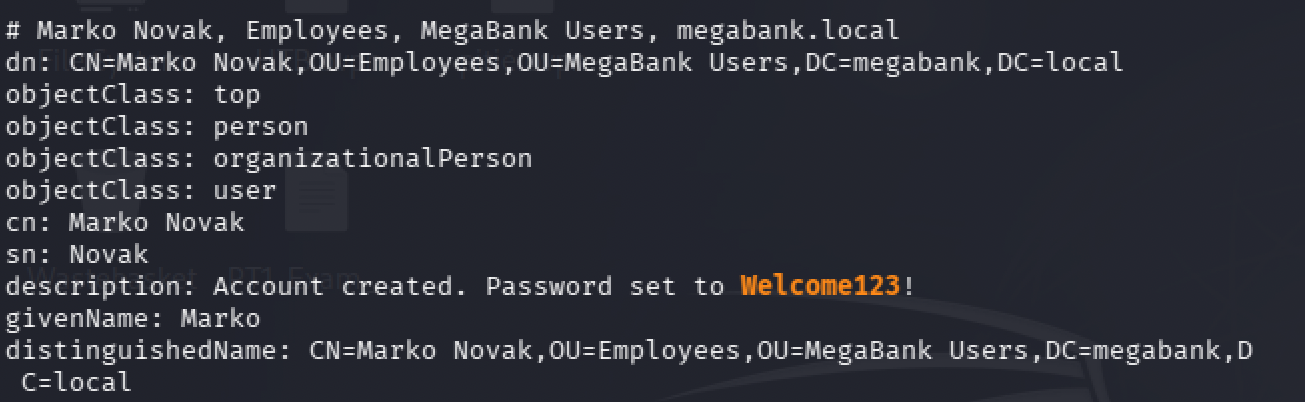 # Marko Novak, Employees, MegaBank Users, megabank.local
dn: CN=Marko Novak,OU=Employees,OU=MegaBank Users,DC=megabank,DC=local
objectClass: top
objectClass: person
objectClass: organizationalPerson
objectClass: user
cn: Marko Novak
sn: Novak
description: Account created. Password set to Welcome123!
givenName: Marko
distinguishedName: CN=Marko Novak,OU=Employees,OU=MegaBank Users,DC=megabank,D
 C=local